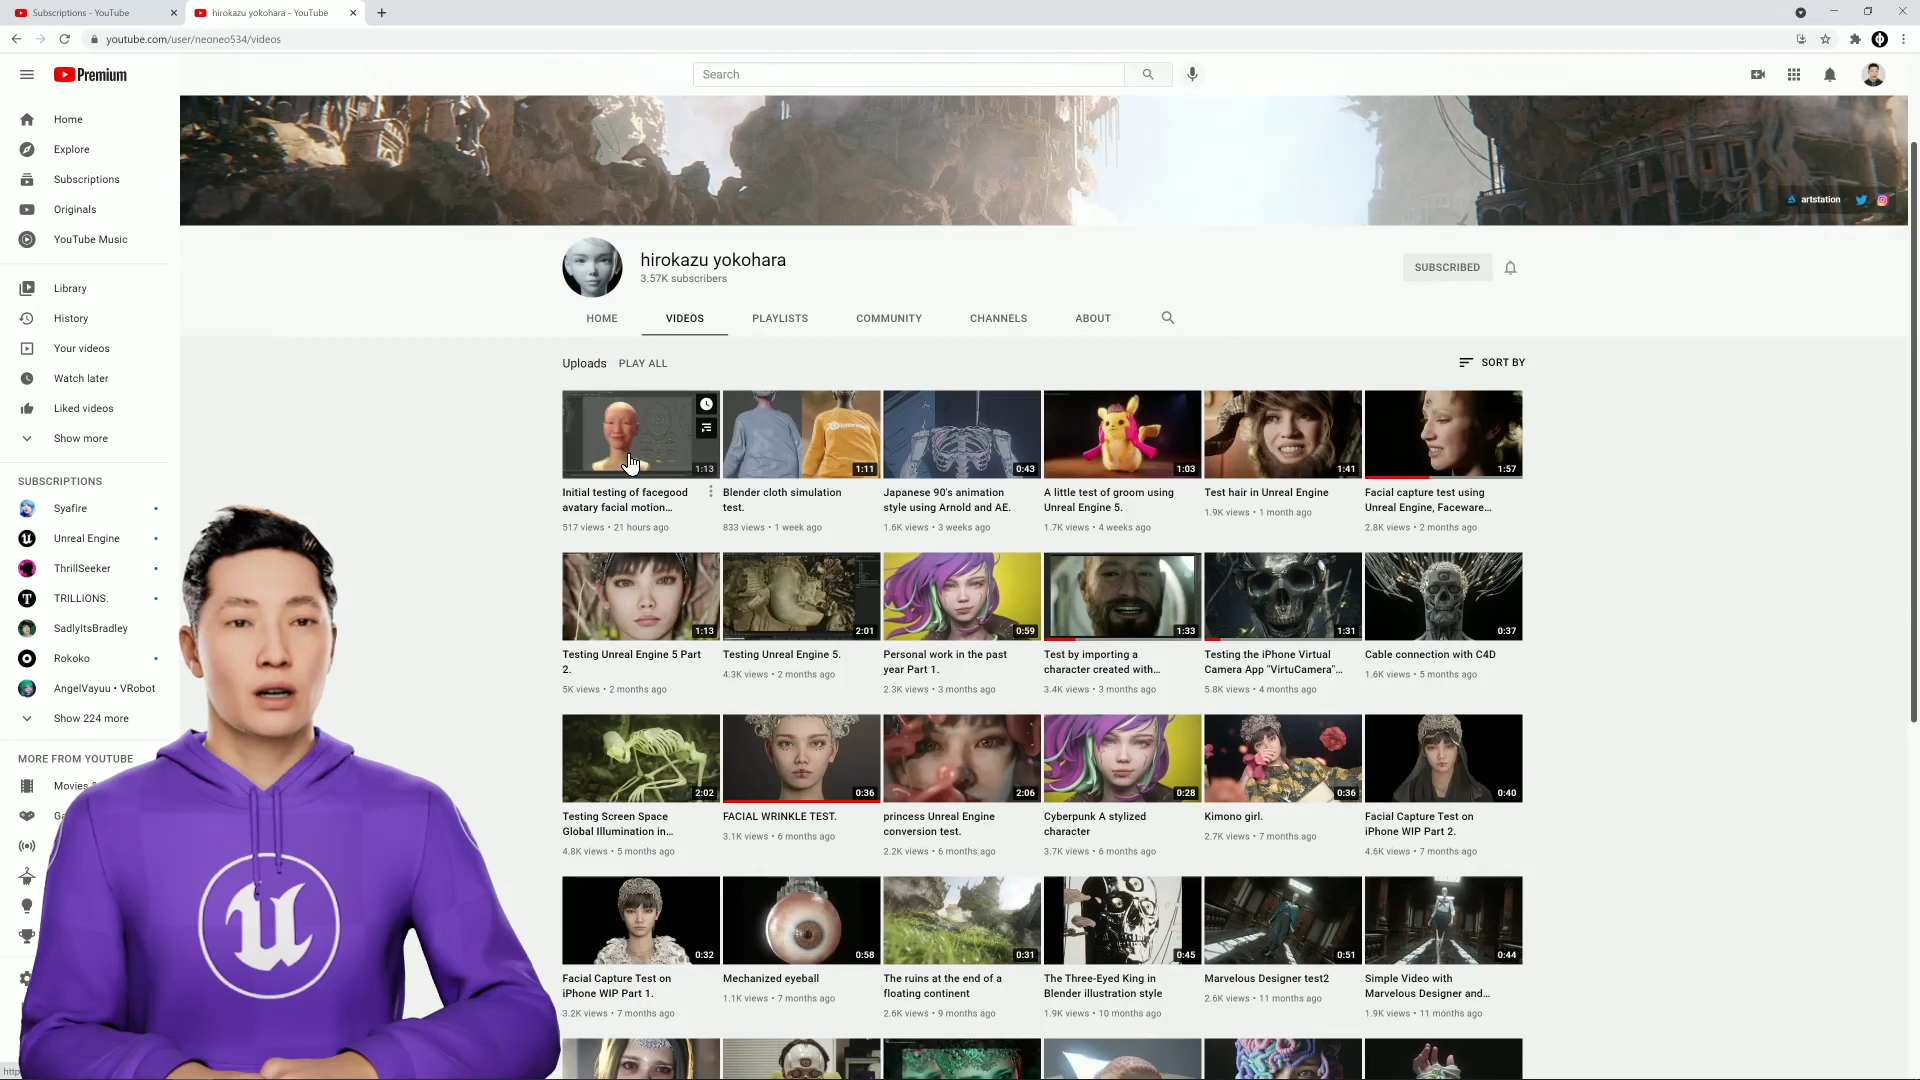 Subscriptions - YouTube
hirokazu yokohara - YouTube
youtube.com/user/neoneo534/videos
Premium
Search
Home
Explore
Subscriptions
Originals
YouTube Music
Library
History
Your videos
Watch later
Liked videos
Show more
SUBSCRIPTIONS
Syafire
Unreal Engine
ThrillSeeker
TRILLIONS.
SadlyItsBradley
Rokoko
AngelVayuu • VRobot
Show 224 more
MORE FROM YOUTUBE
Movies
artstation
hirokazu yokohara
3.57K subscribers
SUBSCRIBED
HOME VIDEOS PLAYLISTS COMMUNITY CHANNELS ABOUT
Uploads PLAY ALL
SORT BY
1:13
Initial testing of facegood
avatary facial motion...
517 views • 21 hours ago
1:11
Blender cloth simulation
test.
833 views • 1 week ago
0:43
Japanese 90's animation
style using Arnold and AE.
1.6K views • 3 weeks ago
1:03
A little test of groom using
Unreal Engine 5.
1.7K views • 4 weeks ago
1:41
Test hair in Unreal Engine
1.9K views • 1 month ago
1:57
Facial capture test using
Unreal Engine, Faceware...
2.8K views • 2 months ago
1:13
Testing Unreal Engine 5 Part
2.
5K views • 2 months ago
2:01
Testing Unreal Engine 5.
4.3K views • 2 months ago
0:59
Personal work in the past
year Part 1.
2.3K views • 3 months ago
1:33
Test by importing a
character created with...
3.4K views • 3 months ago
1:31
Testing the iPhone Virtual
Camera App "VirtuCamera"...
5.8K views • 4 months ago
0:37
Cable connection with C4D
1.6K views • 5 months ago
2:02
Testing Screen Space
Global Illumination in...
4.8K views • 5 months ago
0:36
FACIAL WRINKLE TEST.
3.1K views • 6 months ago
2:06
princess Unreal Engine
conversion test.
2.2K views • 6 months ago
0:28
Cyberpunk A stylized
character
3.7K views • 6 months ago
0:36
Kimono girl.
2.7K views • 7 months ago
0:40
Facial Capture Test on
iPhone WIP Part 2.
4.6K views • 7 months ago
0:32
Facial Capture Test on
iPhone WIP Part 1.
3.2K views • 7 months ago
0:58
Mechanized eyeball
1.1K views • 7 months ago
0:31
The ruins at the end of a
floating continent
2.6K views • 9 months ago
0:45
The Three-Eyed King in
Blender illustration style
1.9K views • 10 months ago
0:51
Marvelous Designer test2
2.6K views • 11 months ago
0:44
Simple Video with
Marvelous Designer and...
1.9K views • 11 months ago